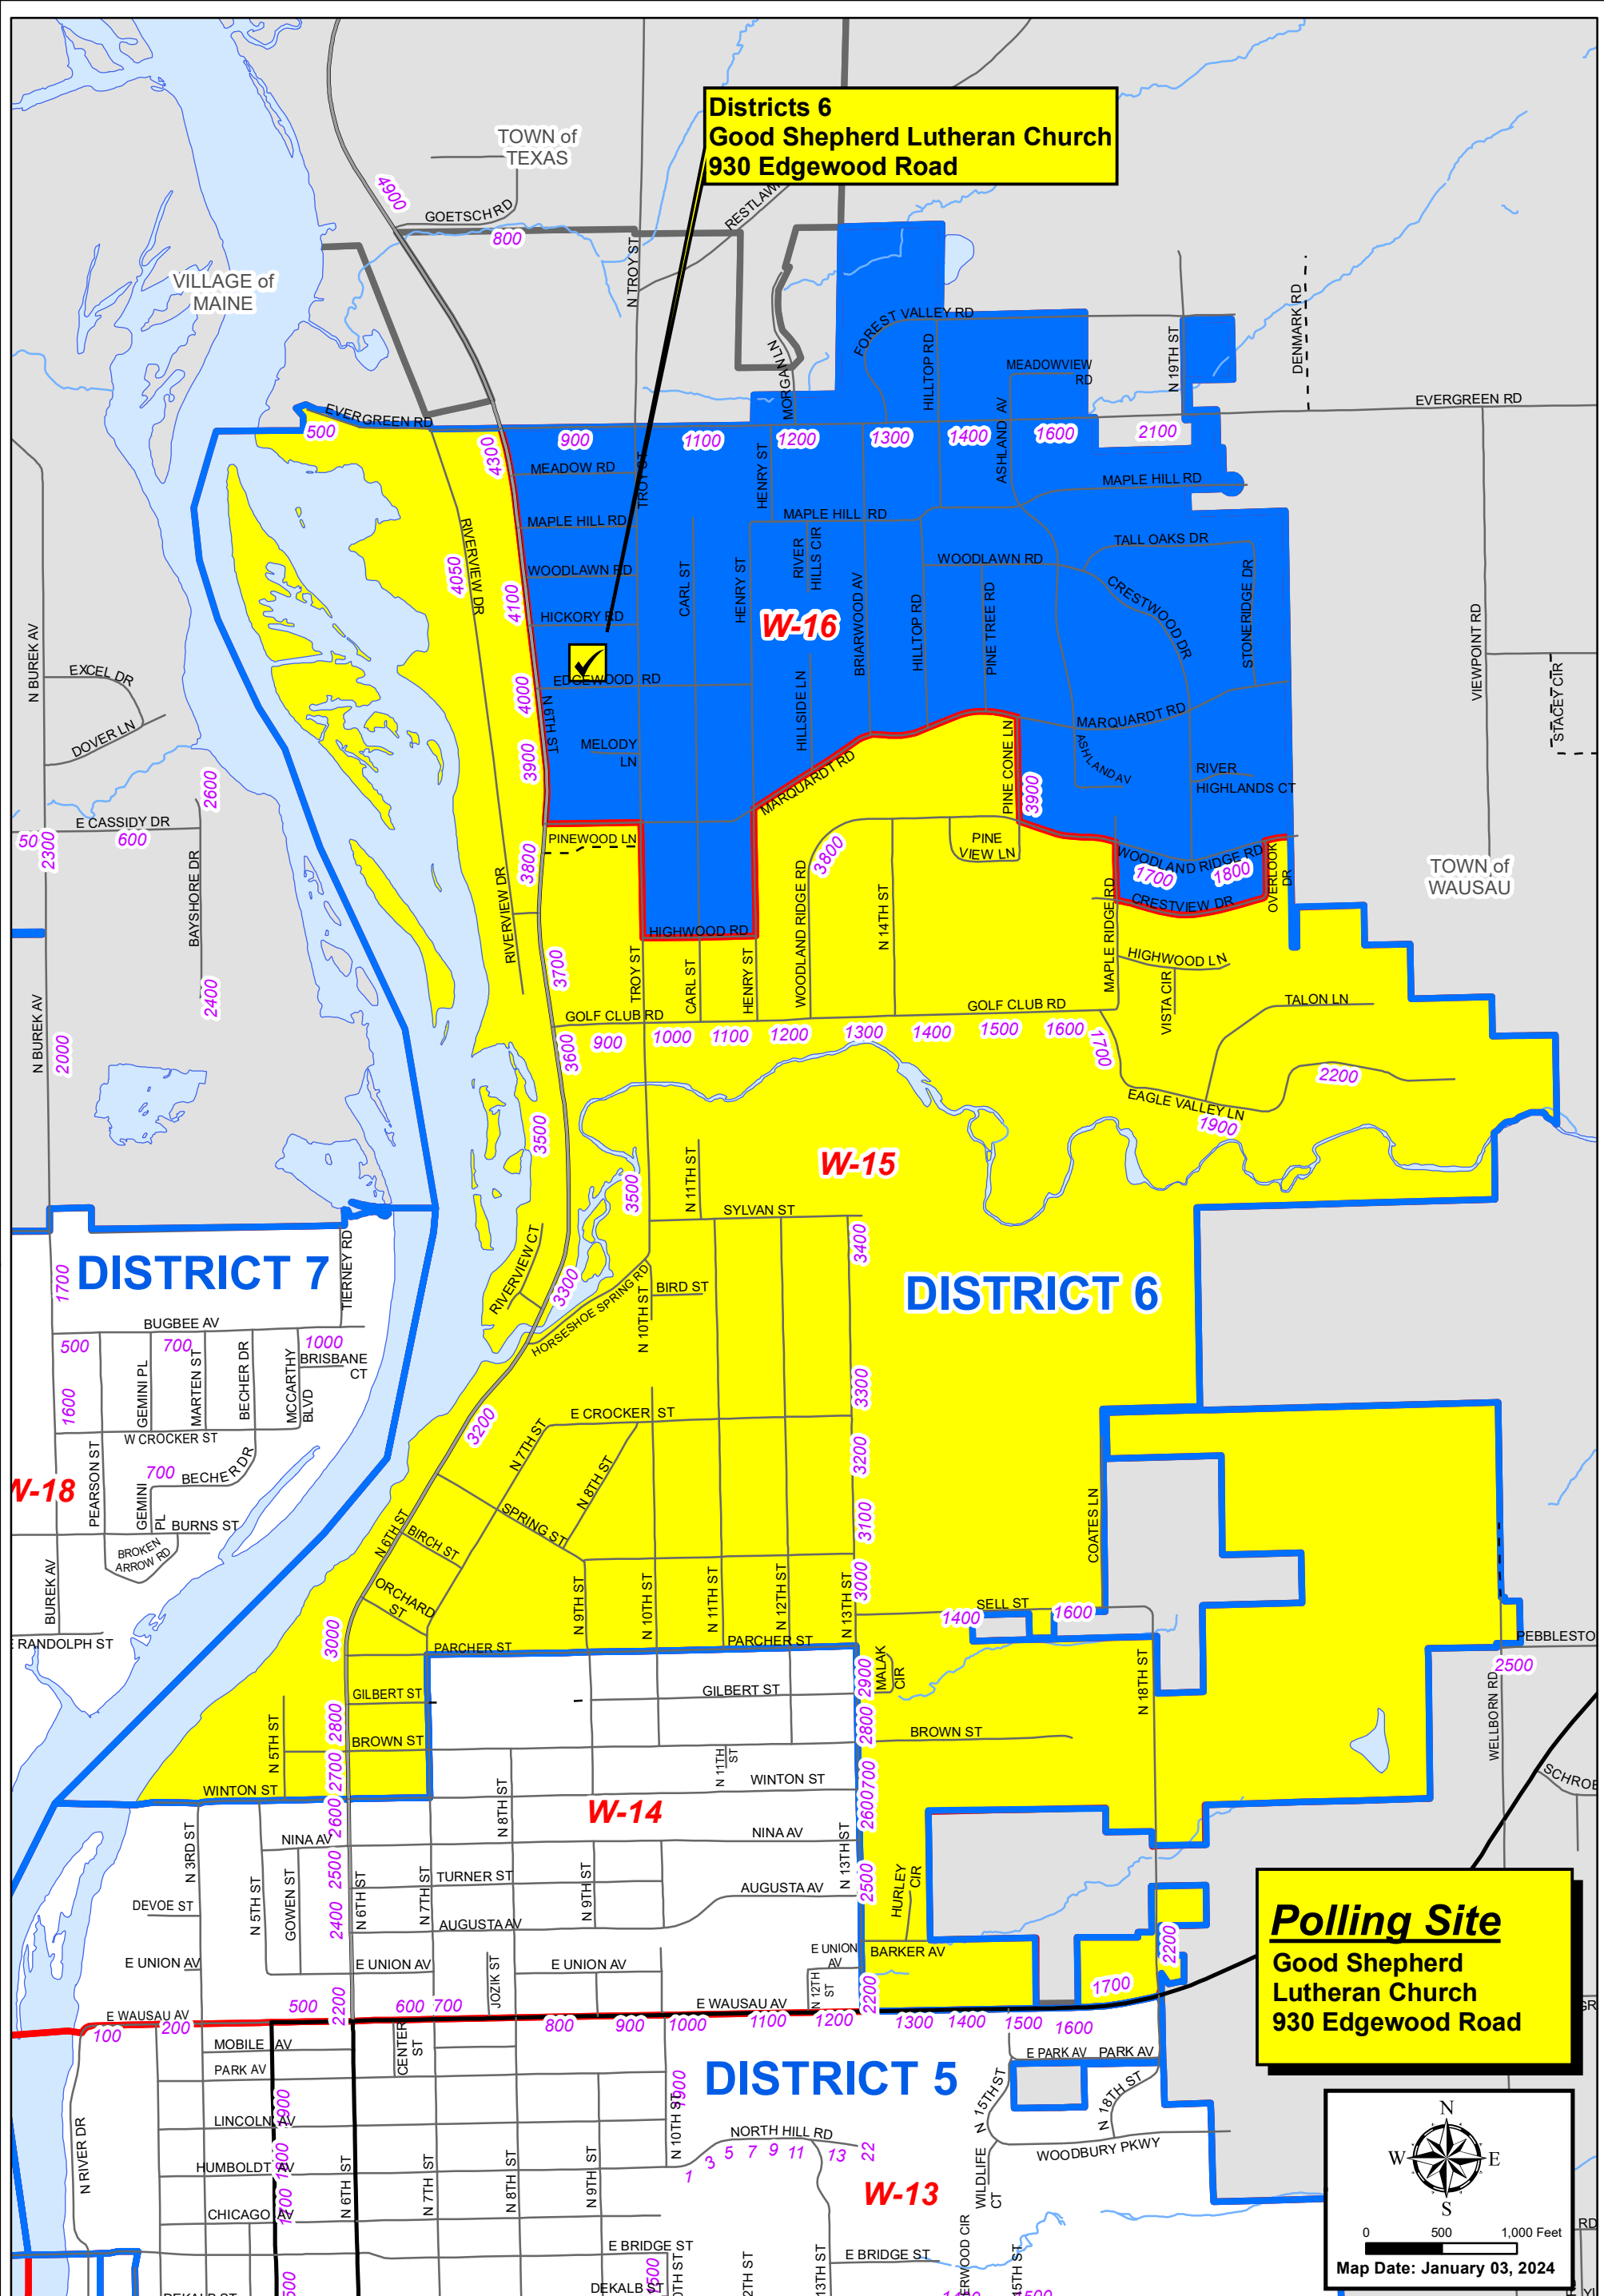 Districts 6
Good Shepherd Lutheran Church
930 Edgewood Road
TOWN of
TEXAS
4900
GOETSCH RD
800
N TROY ST
VILLAGE of
MAINE
MORGAN LN
FOREST VALLEY RD
HILLTOP RD
MEADOWVIEW
RD
N 19TH ST
DENMARK RD
EVERGREEN RD
500
EVERGREEN RD
4300
900
1100
1200
1300
1400
1600
2100
ASHLAND AV
MEADOW RD
TROY ST
HENRY ST
MAPLE HILL RD
MAPLE HILL RD
MAPLE HILL RD
RIVERVIEW DR
4050
WOODLAWN RD
CARL ST
HENRY ST
RIVER
HILLS CIR
BRIARWOOD AV
WOODLAWN RD
TALL OAKS DR
4100
HICKORY RD
W-16
HILLTOP RD
PINE TREE RD
CRESTWOOD DR
STONERIDGE DR
N BUREK AV
EXCEL DR
DOVER LN
4000
EDGEWOOD RD
N 6TH ST
HILLSIDE LN
VIEWPOINT RD
STACEY CIR
MELODY
LN
3900
MARQUARDT RD
MARQUARDT RD
PINE CONE LN
3900
ASHLAND AV
RIVER
HIGHLANDS CT
2600
E CASSIDY DR
50
600
2300
BAYSHORE DR
2400
3800
PINEWOOD LN
3800
PINE
VIEW LN
WOODLAND RIDGE RD
1700
1800
CRESTVIEW DR
OVERLOOK
DR
TOWN of
WAUSAU
RIVERVIEW DR
HIGHWOOD RD
WOODLAND RIDGE RD
N 14TH ST
MAPLE RIDGE RD
HIGHWOOD LN
VISTA CIR
TALON LN
3700
TROY ST
CARL ST
HENRY ST
GOLF CLUB RD
GOLF CLUB RD
N BUREK AV
2000
3600
900
1000
1100
1200
1300
1400
1500
1600
1700
2200
EAGLE VALLEY LN
1900
3500
W-15
3500
N 11TH ST
SYLVAN ST
3400
DISTRICT 7
1700
TIERNEY RD
RIVERVIEW CT
3300
HORSESHOE SPRING RD
N 10TH ST
BIRD ST
DISTRICT 6
BUGBEE AV
500
700
1000
BRISBANE
CT
1600
GEMINI PL
MARTEN ST
BECHER DR
MCCARTHY
BLVD
3300
3200
E CROCKER ST
N 7TH ST
N 8TH ST
3200
W CROCKER ST
PEARSON ST
700
BECHER DR
W-18
GEMINI
PL
BURNS ST
BROKEN
ARROW RD
BUREK AV
N 6TH ST
BIRCH ST
SPRING ST
3100
COATES LN
ORCHARD
ST
N 9TH ST
N 10TH ST
N 11TH ST
N 12TH ST
N 13TH ST
3000
SELL ST
1400
1600
RANDOLPH ST
3000
PARCHER ST
PARCHER ST
MALAK
CIR
2900
N 18TH ST
PEBBLESTO
2500
WELLBORN RD
GILBERT ST
GILBERT ST
N 5TH ST
2800
BROWN ST
2800
BROWN ST
2700
WINTON ST
N 11TH
ST
WINTON ST
2700
2600
N 8TH ST
W-14
2600
SCHROE
N 3RD ST
NINA AV
NINA AV
N 13TH ST
2500
TURNER ST
AUGUSTA AV
2500
HURLEY
CIR
DEVOE ST
N 5TH ST
GOWEN ST
2400
N 6TH ST
N 7TH ST
AUGUSTA AV
N 9TH ST
BARKER AV
E UNION AV
E UNION AV
JOZIK ST
E UNION AV
E UNION
AV
N 12TH
ST
2200
1700
2200
Polling Site
Good Shepherd
Lutheran Church
930 Edgewood Road
E WAUSAU AV
100
200
500
2200
600
700
E WAUSAU AV
800
900
1000
1100
1200
1300
1400
1500
1600
MOBILE AV
PARK AV
CENTER
ST
DISTRICT 5
E PARK AV
PARK AV
N 15TH ST
N 18TH ST
N RIVER DR
LINCOLN AV
1900
N 10TH ST
NORTH HILL RD
1
3
5
7
9
11
13
22
WOODBURY PKWY
HUMBOLDT AV
N 6TH ST
N 7TH ST
N 8TH ST
N 9TH ST
W-13
WILDLIFE
CT
CHICAGO AV
1700
E BRIDGE ST
E BRIDGE ST
DEKALB ST
N
W
E
S
0
500
1,000 Feet
Map Date: January 03, 2024